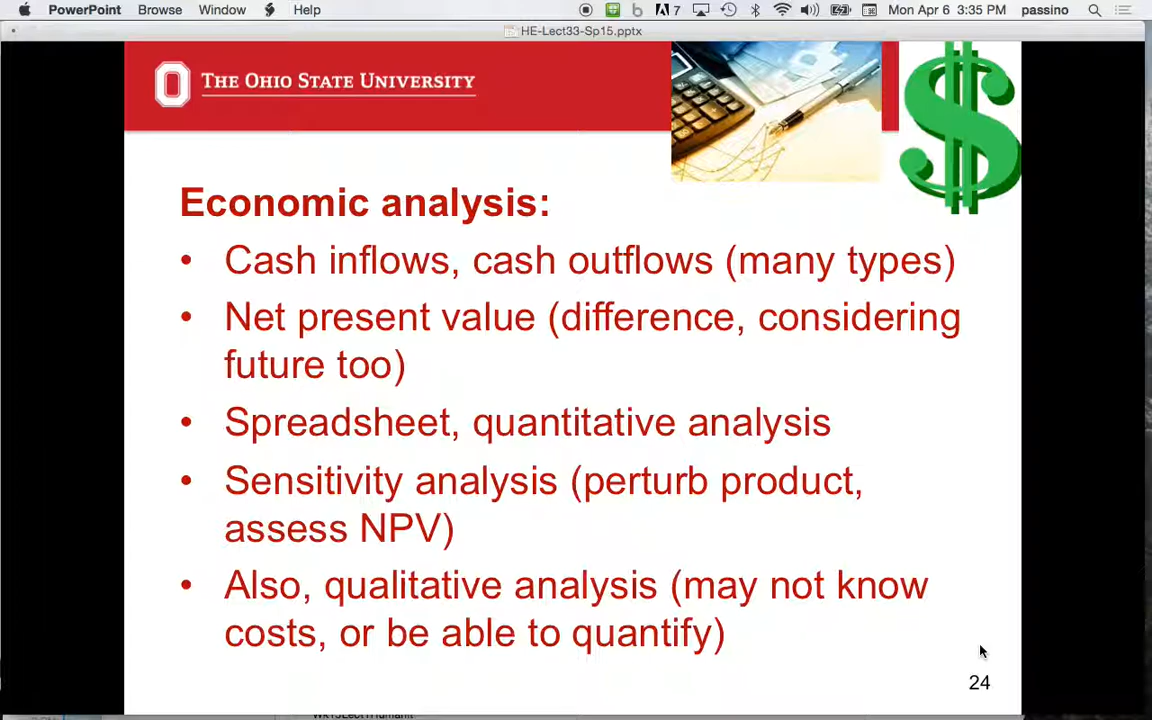 PowerPoint Browse Window Help 7 Mon Apr 6 3:35 PM passino
HE-Lect33-Sp15.pptx
THE OHIO STATE UNIVERSITY
$
Economic analysis:
• Cash inflows, cash outflows (many types)
• Net present value (difference, considering
future too)
• Spreadsheet, quantitative analysis
• Sensitivity analysis (perturb product,
assess NPV)
• Also, qualitative analysis (may not know
costs, or be able to quantify)
24